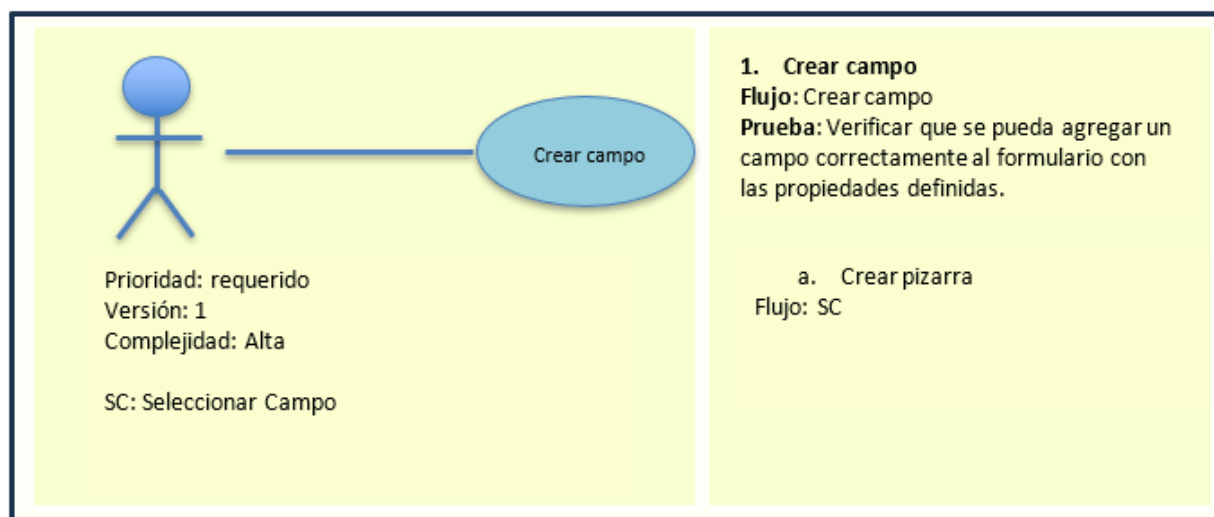 Crear campo
Prioridad: requerido
Versión: 1
Complejidad: Alta
SC: Seleccionar Campo
1. Crear campo
Flujo: Crear campo
Prueba: Verificar que se pueda agregar un
campo correctamente al formulario con
las propiedades definidas.
a. Crear pizarra
Flujo: SC